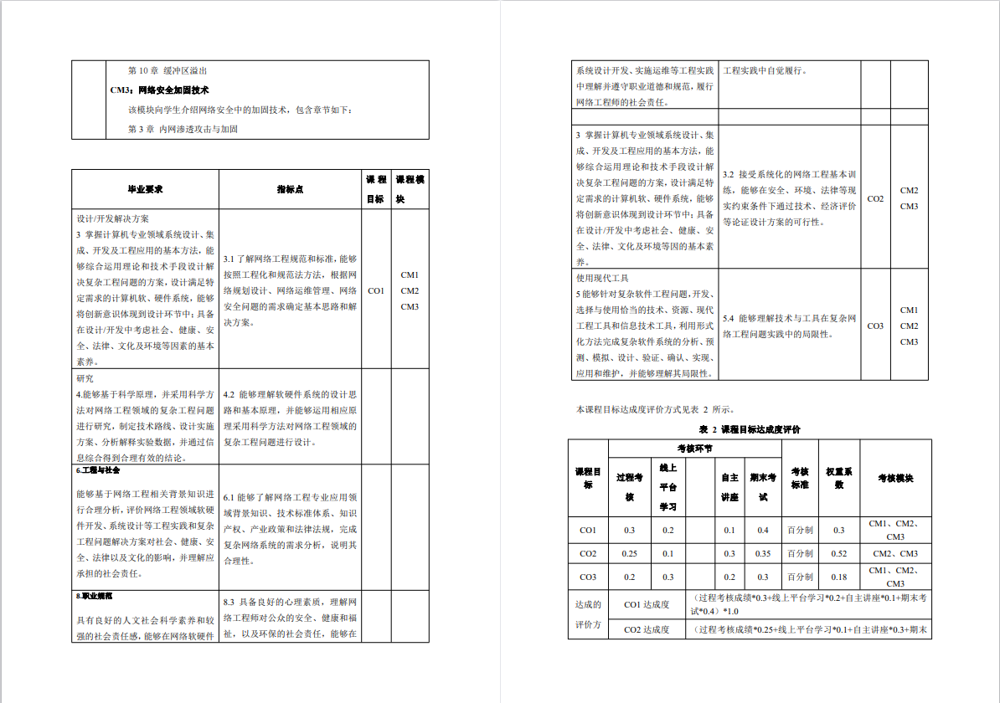 第 10 章 缓冲区溢出
CM3：网络安全加固技术
该模块向学生介绍网络安全中的加固技术，包含章节如下：
第 3 章 内网渗透攻击与加固
毕业要求
指标点
课 程
目标
课程模
块
设计/开发解决方案
3 掌握计算机专业领域系统设计、集
成、开发及工程应用的基本方法，能
够综合运用理论和技术手段设计解
决复杂工程问题的方案，设计满足特
定需求的计算机软、硬件系统，能够
将创新意识体现到设计环节中；具备
在设计/开发中考虑社会、健康、安
全、法律、文化及环境等因素的基本
素养。
3.1 了解网络工程规范和标准，能够
按照工程化和规范法方法，根据网
络规划设计、网络运维管理、网络
安全问题的需求确定基本思路和解
决方案。
CO1
CM1
CM2
CM3
研究
4.能够基于科学原理，并采用科学方
法对网络工程领域的复杂工程问题
进行研究，制定技术路线、设计实施
方案、分析解释实验数据，并通过信
息综合得到合理有效的结论。
4.2 能够理解软硬件系统的设计思
路和基本原理，并能够运用相应原
理采用科学方法对网络工程领域的
复杂工程问题进行设计。
6.工程与社会
能够基于网络工程相关背景知识进
行合理分析，评价网络工程领域软硬
件开发、系统设计等工程实践和复杂
工程问题解决方案对社会、健康、安
全、法律以及文化的影响，并理解应
承担的社会责任。
6.1 能够了解网络工程专业应用领
域背景知识、技术标准体系、知识
产权、产业政策和法律法规，完成
复杂网络系统的需求分析，说明其
合理性。
8.职业规范
具有良好的人文社会科学素养和较
强的社会责任感，能够在网络软硬件
8.3 具备良好的心理素质，理解网
络工程师对公众的安全、健康和福
祉，以及环保的社会责任，能够在
系统设计开发、实施运维等工程实践
中理解并遵守职业道德和规范，履行
网络工程师的社会责任。
工程实践中自觉履行。
3 掌握计算机专业领域系统设计、集
成、开发及工程应用的基本方法，能
够综合运用理论和技术手段设计解
决复杂工程问题的方案，设计满足特
定需求的计算机软、硬件系统，能够
将创新意识体现到设计环节中；具备
在设计/开发中考虑社会、健康、安
全、法律、文化及环境等因的基本素
养。
3.2 接受系统化的网络工程基本训
练，能够在安全、环境、法律等现
实约束条件下通过技术、经济评价
等论证设计方案的可行性。
CO2
CM2
CM3
使用现代工具
5 能够针对复杂软件工程问题，开发、
选择与使用恰当的技术、资源、现代
工程工具和信息技术工具，利用形式
化方法完成复杂软件系统的分析、预
测、模拟、设计、验证、确认、实现、
应用和维护，并能够理解其局限性。
5.4 能够理解技术与工具在复杂网
络工程问题实践中的局限性。
CO3
CM1
CM2
CM3
本课程目标达成度评价方式见表 2 所示。
表 2 课程目标达成度评价
课程目
标
考核环节
过程考
核
线上
平台
学习
自主
讲座
期末考
试
考核
标准
权重系
数
考核模块
CO1 0.3 0.2 0.1 0.4 百分制 0.3 CM1、CM2、
CM3
CO2 0.25 0.1 0.3 0.35 百分制 0.52 CM2、CM3
CO3 0.2 0.3 0.2 0.3 百分制 0.18 CM1、CM2、
CM3
达成的
评价方
CO1 达成度
（过程考核成绩*0.3+线上平台学习*0.2+自主讲座*0.1+期末考
试*0.4）*1.0
CO2 达成度
（过程考核成绩*0.25+线上平台学习*0.1+自主讲座*0.3+期末